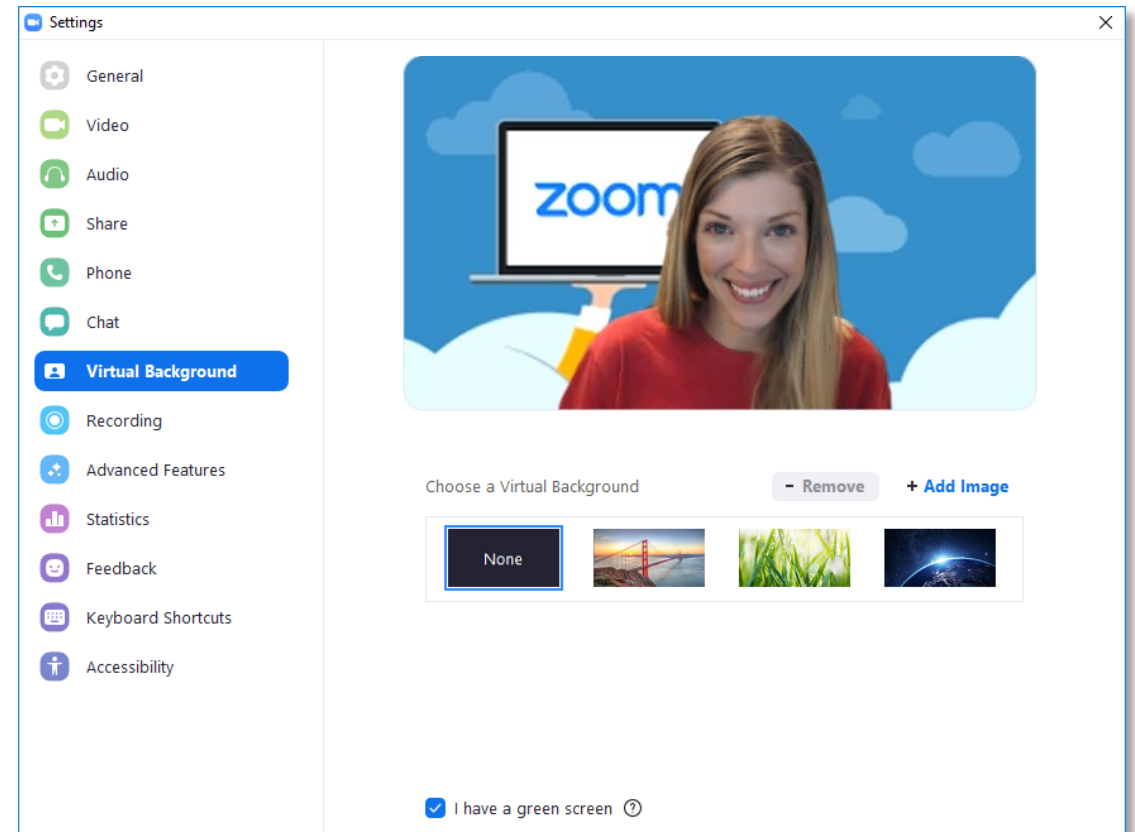 Settings
General
Video
Audio
Share
Phone
Chat
Virtual Background
Recording
Advanced Features
Statistics
Feedback
Keyboard Shortcuts
Accessibility
zoom
Choose a Virtual Background
- Remove
+ Add Image
None
I have a green screen ?